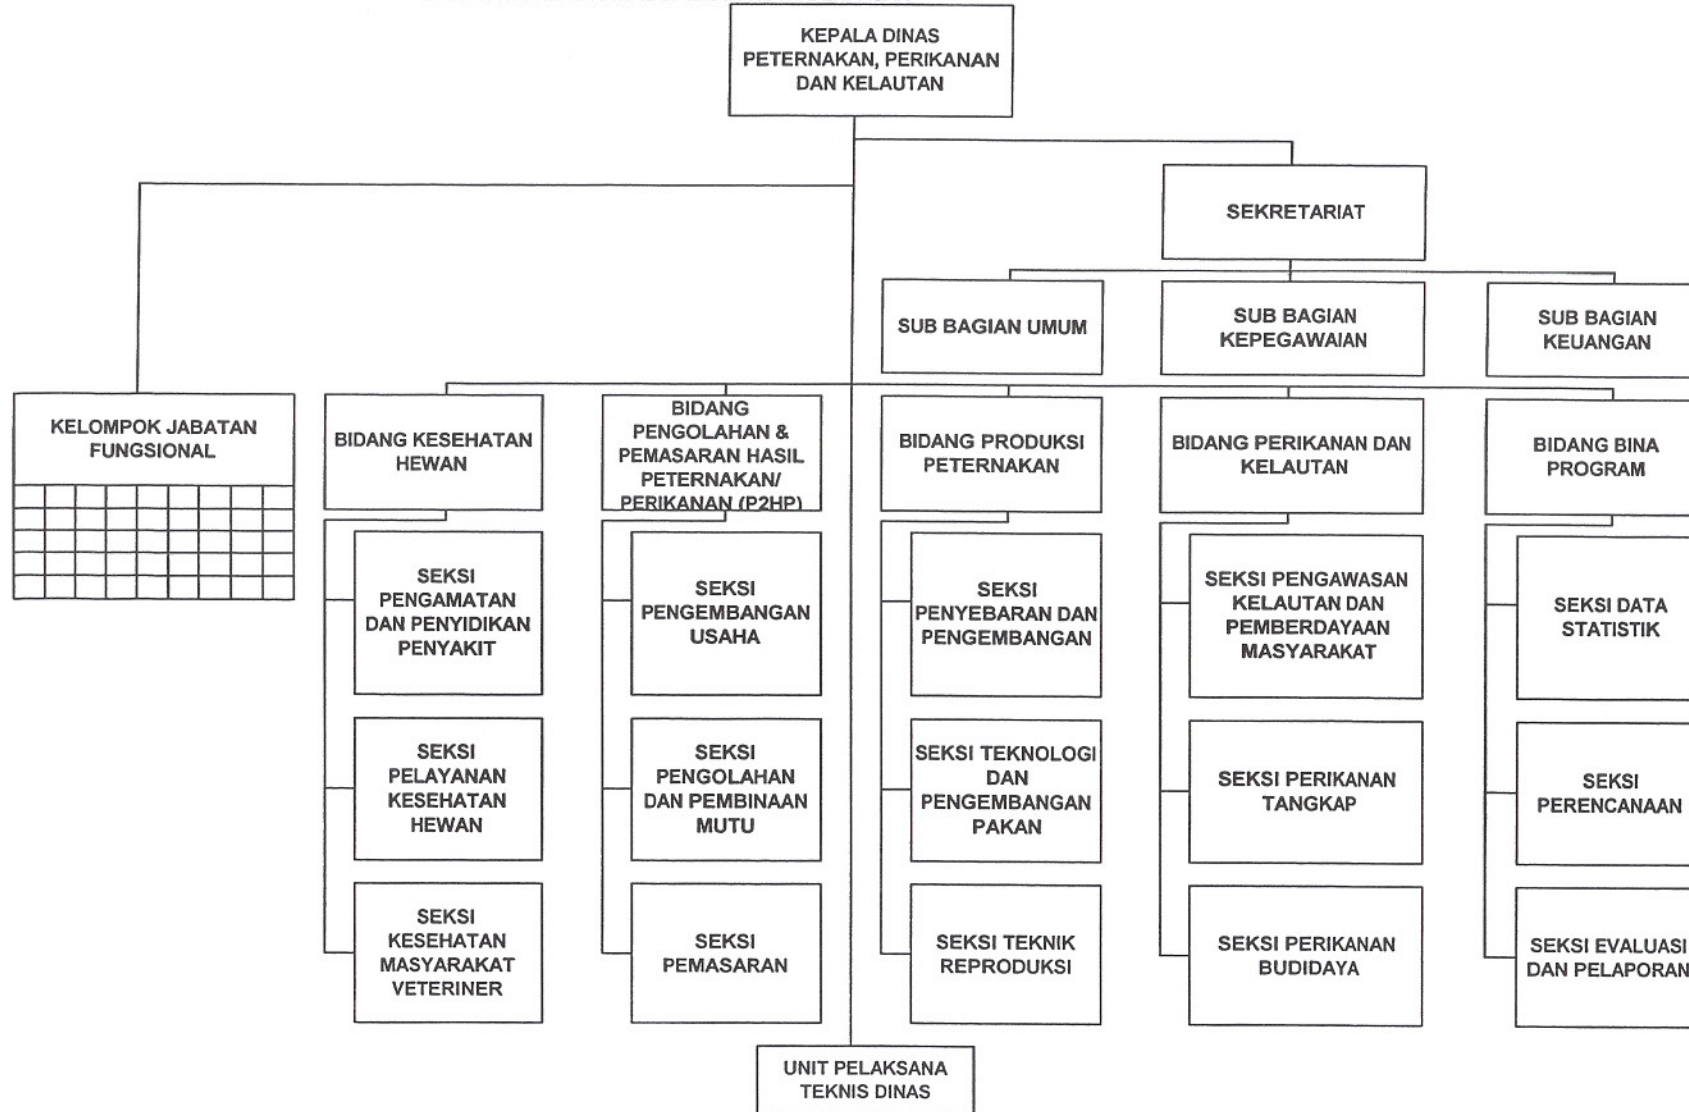 KEPALA DINAS
PETERNAKAN, PERIKANAN
DAN KELAUTAN
SEKRETARIAT
SUB BAGIAN UMUM
SUB BAGIAN
KEPEGAWAIAN
SUB BAGIAN
KEUANGAN
KELOMPOK JABATAN
FUNGSIONAL
BIDANG KESEHATAN
HEWAN
BIDANG
PENGOLAHAN &
PEMASARAN HASIL
PETERNAKAN/
PERIKANAN (P2HP)
BIDANG PRODUKSI
PETERNAKAN
BIDANG PERIKANAN DAN
KELAUTAN
BIDANG BINA
PROGRAM
SEKSI
PENGAMATAN
DAN PENYIDIKAN
PENYAKIT
SEKSI
PENGEMBANGAN
USAHA
SEKSI
PENYEBARAN DAN
PENGEMBANGAN
SEKSI PENGAWASAN
KELAUTAN DAN
PEMBERDAYAAN
MASYARAKAT
SEKSI DATA
STATISTIK
SEKSI
PELAYANAN
KESEHATAN
HEWAN
SEKSI
PENGOLAHAN
DAN PEMBINAAN
MUTU
SEKSI TEKNOLOGI
DAN
PENGEMBANGAN
PAKAN
SEKSI PERIKANAN
TANGKAP
SEKSI
PERENCANAAN
SEKSI
KESEHATAN
MASYARAKAT
VETERINER
SEKSI
PEMASARAN
SEKSI TEKNIK
REPRODUKSI
SEKSI PERIKANAN
BUDIDAYA
SEKSI EVALUASI
DAN PELAPORAN
UNIT PELAKSANA
TEKNIS DINAS